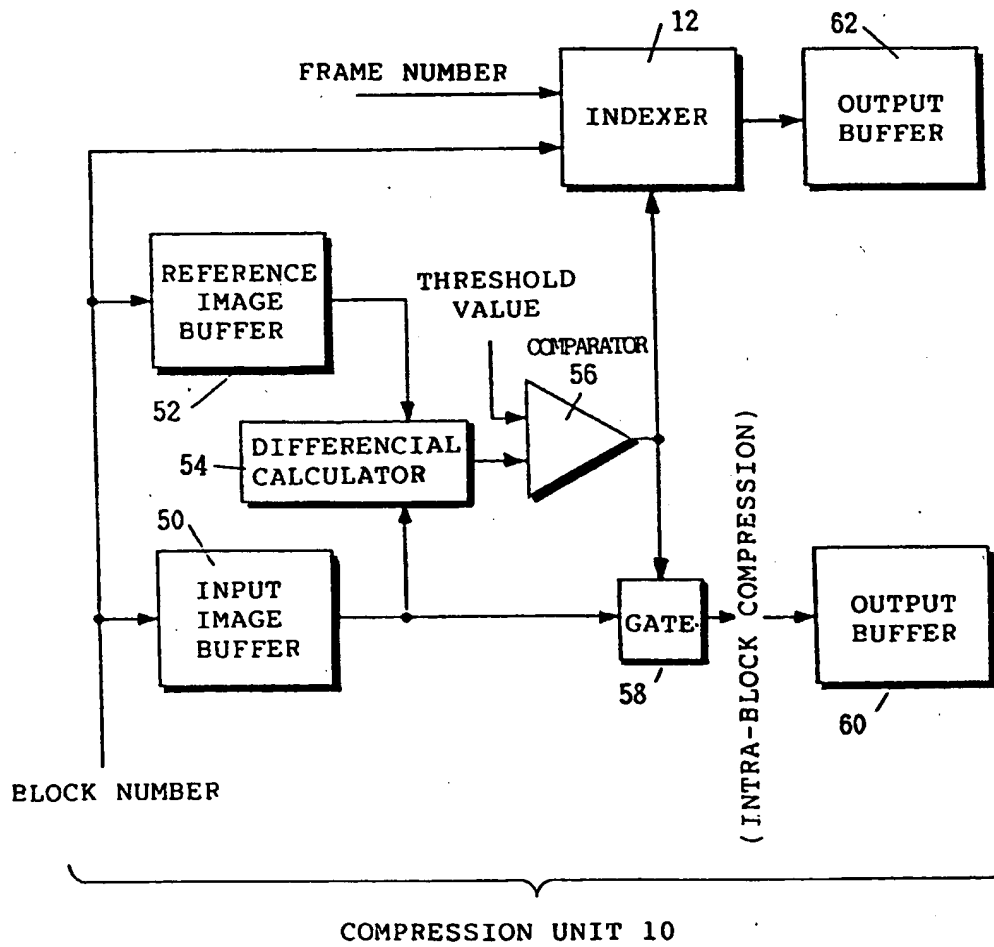 12
62
FRAME NUMBER
INDEXER
OUTPUT
BUFFER
REFERENCE
IMAGE
BUFFER
52
THRESHOLD
VALUE
COMPARATOR
56
54
DIFFERENCIAL
CALCULATOR
50
INPUT
IMAGE
BUFFER
GATE
58
(INTRA-BLOCK COMPRESSION)
OUTPUT
BUFFER
60
BLOCK NUMBER
COMPRESSION UNIT 10